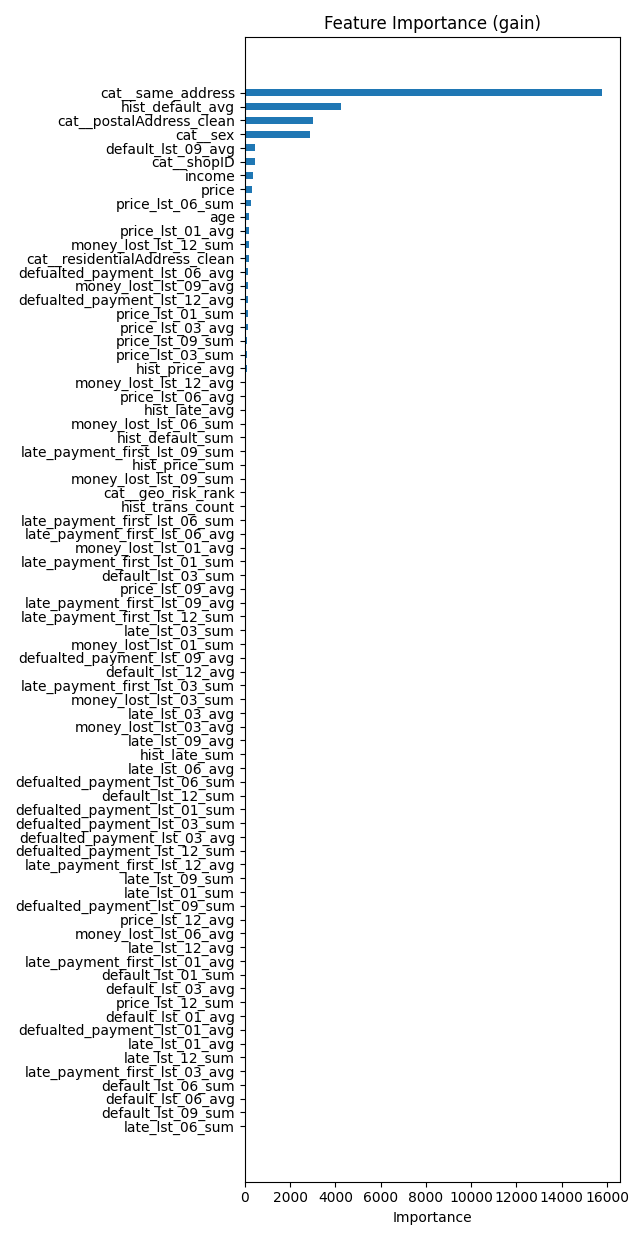 Feature Importance (gain)
cat__same_address
hist_default_avg
cat__postalAddress_clean
cat__sex
default_lst_09_avg
cat__shopID
income
price
price_lst_06_sum
age
price_lst_01_avg
money_lost_lst_12_sum
cat__residentialAddress_clean
defualted_payment_lst_06_avg
money_lost_lst_09_avg
defualted_payment_lst_12_avg
price_lst_01_sum
price_lst_03_avg
price_lst_09_sum
price_lst_03_sum
hist_price_avg
money_lost_lst_12_avg
price_lst_06_avg
hist_late_avg
money_lost_lst_06_sum
hist_default_sum
late_payment_first_lst_09_sum
hist_price_sum
money_lost_lst_09_sum
cat__geo_risk_rank
hist_trans_count
late_payment_first_lst_06_sum
late_payment_first_lst_06_avg
money_lost_lst_01_avg
late_payment_first_lst_01_sum
default_lst_03_sum
price_lst_09_avg
late_payment_first_lst_09_avg
late_payment_first_lst_12_sum
late_lst_03_sum
money_lost_lst_01_sum
defualted_payment_lst_09_avg
default_lst_12_avg
late_payment_first_lst_03_sum
money_lost_lst_03_sum
late_lst_03_avg
money_lost_lst_03_avg
late_lst_09_avg
hist_late_sum
late_lst_06_avg
defualted_payment_lst_06_sum
default_lst_12_sum
defualted_payment_lst_01_sum
defualted_payment_lst_03_sum
defualted_payment_lst_03_avg
defualted_payment_lst_12_sum
late_payment_first_lst_12_avg
late_lst_09_sum
late_lst_01_sum
defualted_payment_lst_09_sum
price_lst_12_avg
money_lost_lst_06_avg
late_lst_12_avg
late_payment_first_lst_01_avg
default_lst_01_sum
default_lst_03_avg
price_lst_12_sum
default_lst_01_avg
defualted_payment_lst_01_avg
late_lst_01_avg
late_lst_12_sum
late_payment_first_lst_03_avg
default_lst_06_sum
default_lst_06_avg
default_lst_09_sum
late_lst_06_sum
0 2000 4000 6000 8000 10000 12000 14000 16000
Importance